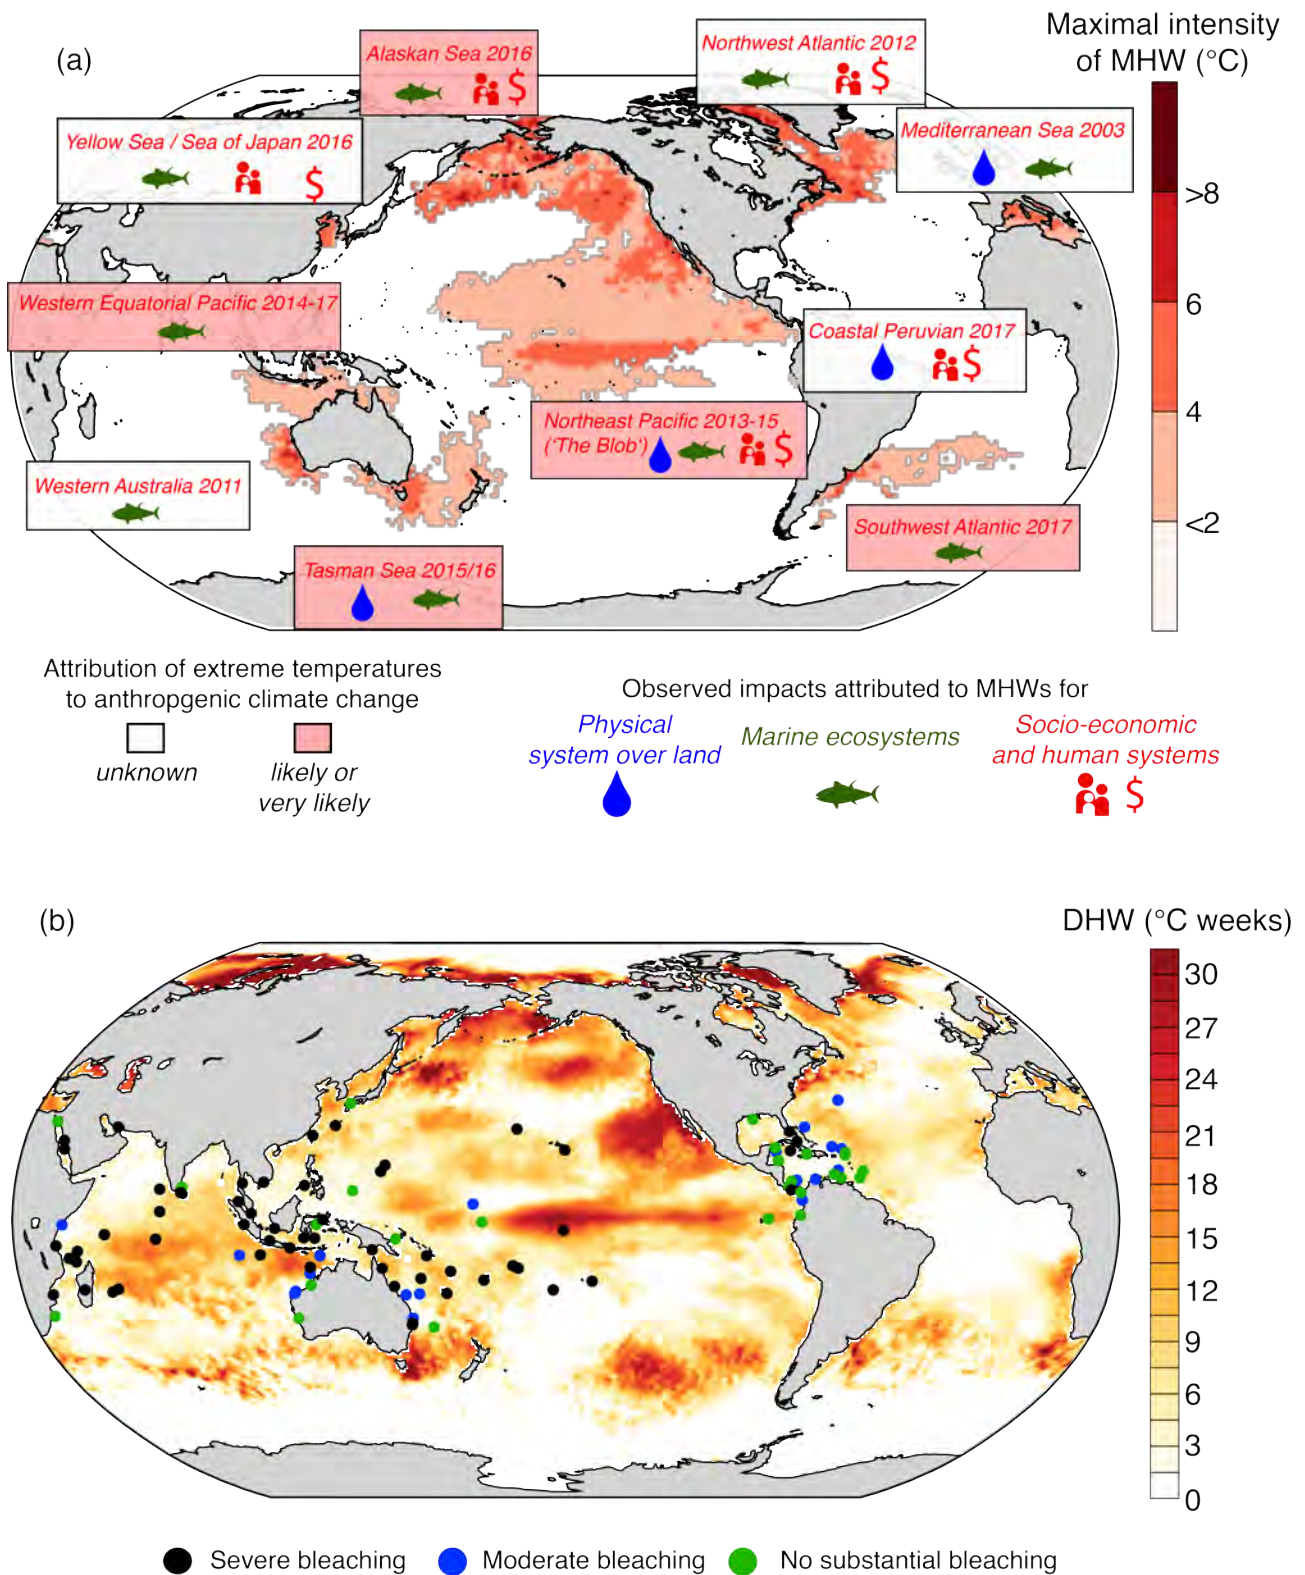 (a)
Maximal intensity
of MHW (°C)
Alaskan Sea 2016
$
Northwest Atlantic 2012
$
Yellow Sea / Sea of Japan 2016
$
Mediterranean Sea 2003
>8
6
4
<2
Western Equatorial Pacific 2014-17
Coastal Peruvian 2017
$
Northeast Pacific 2013-15
('The Blob')
$
Western Australia 2011
Southwest Atlantic 2017
Tasman Sea 2015/16
Attribution of extreme temperatures
to anthropgenic climate change
unknown
likely or
very likely
Observed impacts attributed to MHWs for
Physical
system over land
Marine ecosystems
Socio-economic
and human systems
$
(b)
DHW (°C weeks)
30
27
24
21
18
15
12
9
6
3
0
Severe bleaching
Moderate bleaching
No substantial bleaching